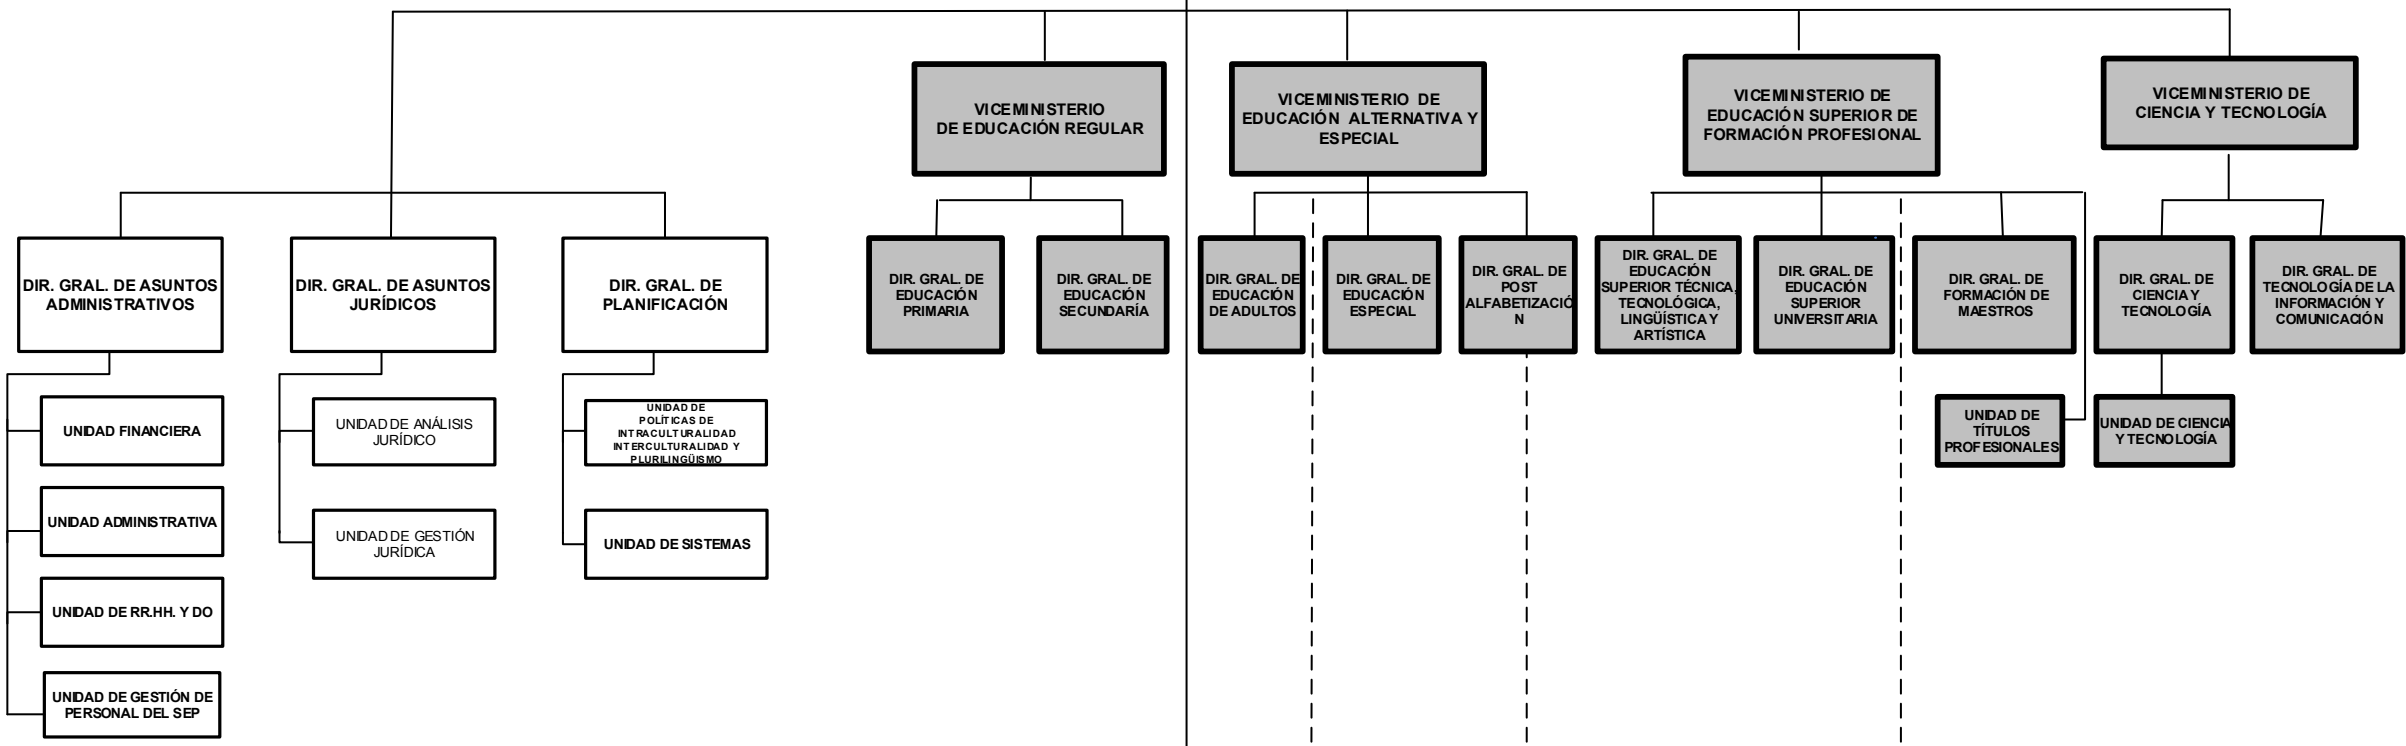 VICEMINISTERIO
DE EDUCACIÓN REGULAR
VICEMINISTERIO DE
EDUCACIÓN ALTERNATIVA Y
ESPECIAL
VICEMINISTERIO DE
EDUCACIÓN SUPERIOR DE
FORMACIÓN PROFESIONAL
VICEMINISTERIO DE
CIENCIA Y TECNOLOGÍA
DIR. GRAL. DE ASUNTOS
ADMINISTRATIVOS
DIR. GRAL. DE ASUNTOS
JURÍDICOS
DIR. GRAL. DE
PLANIFICACIÓN
DIR. GRAL. DE
EDUCACIÓN
PRIMARIA
DIR. GRAL. DE
EDUCACIÓN
SECUNDARÍA
DIR. GRAL. DE
EDUCACIÓN
DE ADULTOS
DIR. GRAL. DE
EDUCACIÓN
ESPECIAL
DIR. GRAL. DE
POST
ALFABETIZACIÓ
N
DIR. GRAL. DE
EDUCACIÓN
SUPERIOR TÉCNICA,
TECNOLÓGICA,
LINGÜÍSTICA Y
ARTÍSTICA
DIR. GRAL. DE
EDUCACIÓN
SUPERIOR
UNIVERSITARIA
DIR. GRAL. DE
FORMACIÓN DE
MAESTROS
DIR. GRAL. DE
CIENCIA Y
TECNOLOGÍA
DIR. GRAL. DE
TECNOLOGÍA DE LA
INFORMACIÓN Y
COMUNICACIÓN
UNIDAD FINANCIERA
UNIDAD DE ANÁLISIS
JURÍDICO
UNIDAD DE
POLÍTICAS DE
INTRACULTURALIDAD
INTERCULTURALIDAD Y
PLURILINGÜISMO
UNIDAD DE
TÍTULOS
PROFESIONALES
UNIDAD DE CIENCIA
Y TECNOLOGÍA
UNIDAD ADMINISTRATIVA
UNIDAD DE GESTIÓN
JURÍDICA
UNIDAD DE SISTEMAS
UNIDAD DE RR.HH. Y DO
UNIDAD DE GESTIÓN DE
PERSONAL DEL SEP